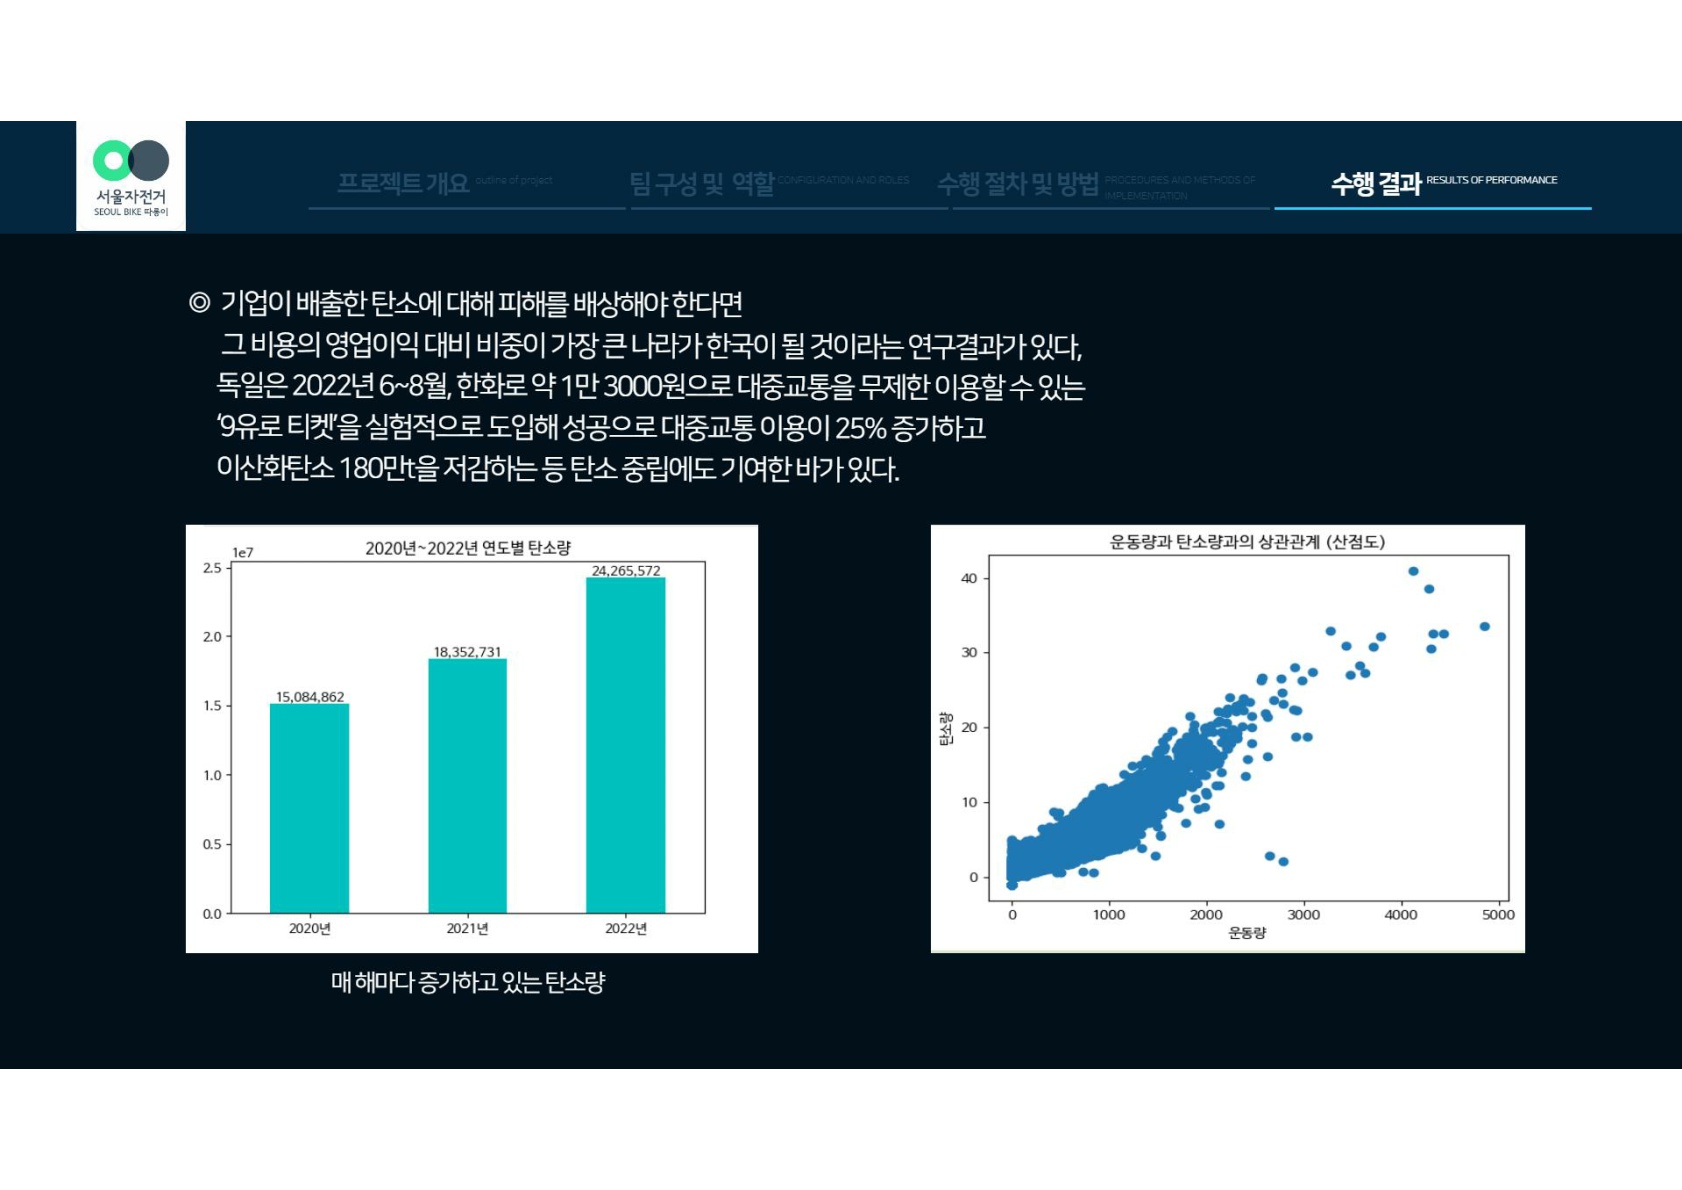 서울자전거
SEOUL BIKE 따릉이
프로젝트 개요 outline of project
팀 구성 및 역할 CONFIGURATION AND ROLES
수행 절차 및 방법 PROCEDURES AND METHODS OF IMPLEMENTATION
수행 결과 RESULTS OF PERFORMANCE
◎ 기업이 배출한 탄소에 대해 피해를 배상해야 한다면
그 비용의 영업이익 대비 비중이 가장 큰 나라가 한국이 될 것이라는 연구결과가 있다,
독일은 2022년 6~8월, 한화로 약 1만 3000원으로 대중교통을 무제한 이용할 수 있는
‘9유로 티켓’을 실험적으로 도입해 성공으로 대중교통 이용이 25% 증가하고
이산화탄소 180만t을 저감하는 등 탄소 중립에도 기여한 바가 있다.
2020년~2022년 연도별 탄소량
1e7
2.5
2.0
1.5
1.0
0.5
0.0
15,084,862
18,352,731
24,265,572
2020년
2021년
2022년
매 해마다 증가하고 있는 탄소량
운동량과 탄소량과의 상관관계 (산점도)
탄소량
40
30
20
10
0
0
1000
2000
3000
4000
5000
운동량